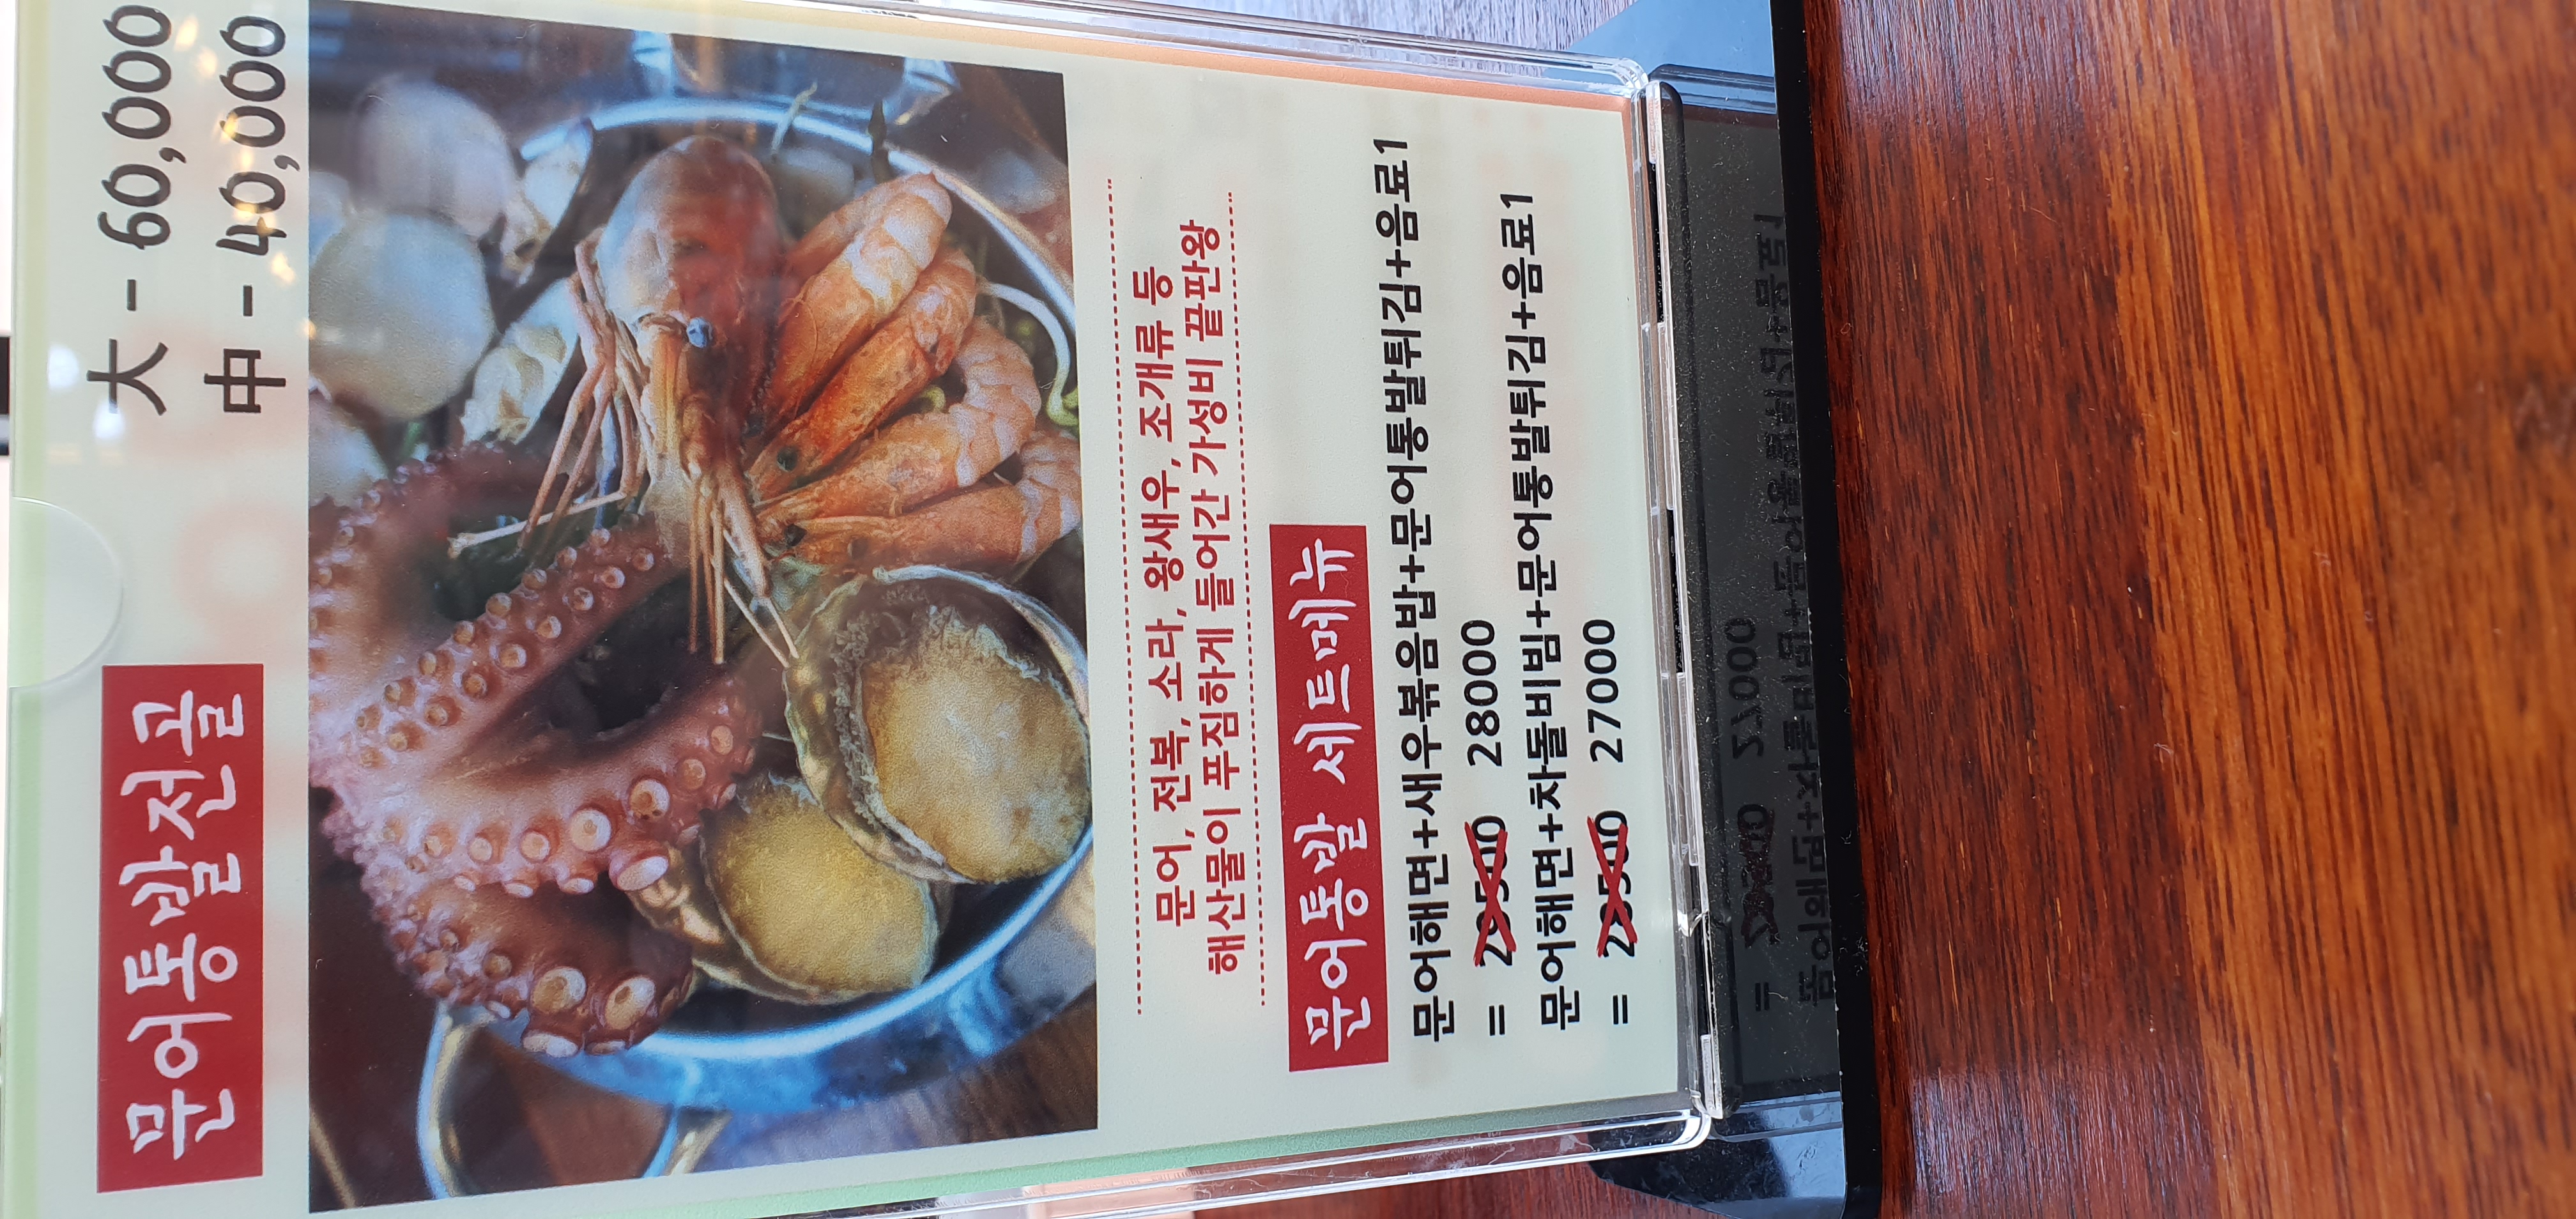 문어통발전골
大 - 60,000
中 - 40,000
문어, 전복, 소라, 왕새우, 조개류 등
해산물이 푸짐하게 들어간 가성비 끝판왕
문어통발 세트메뉴
문어해면+새우볶음밥+문어통발튀김+음료1
= 29500 28000
문어해면+차돌비빔+문어통발튀김+음료1
= 28500 27000